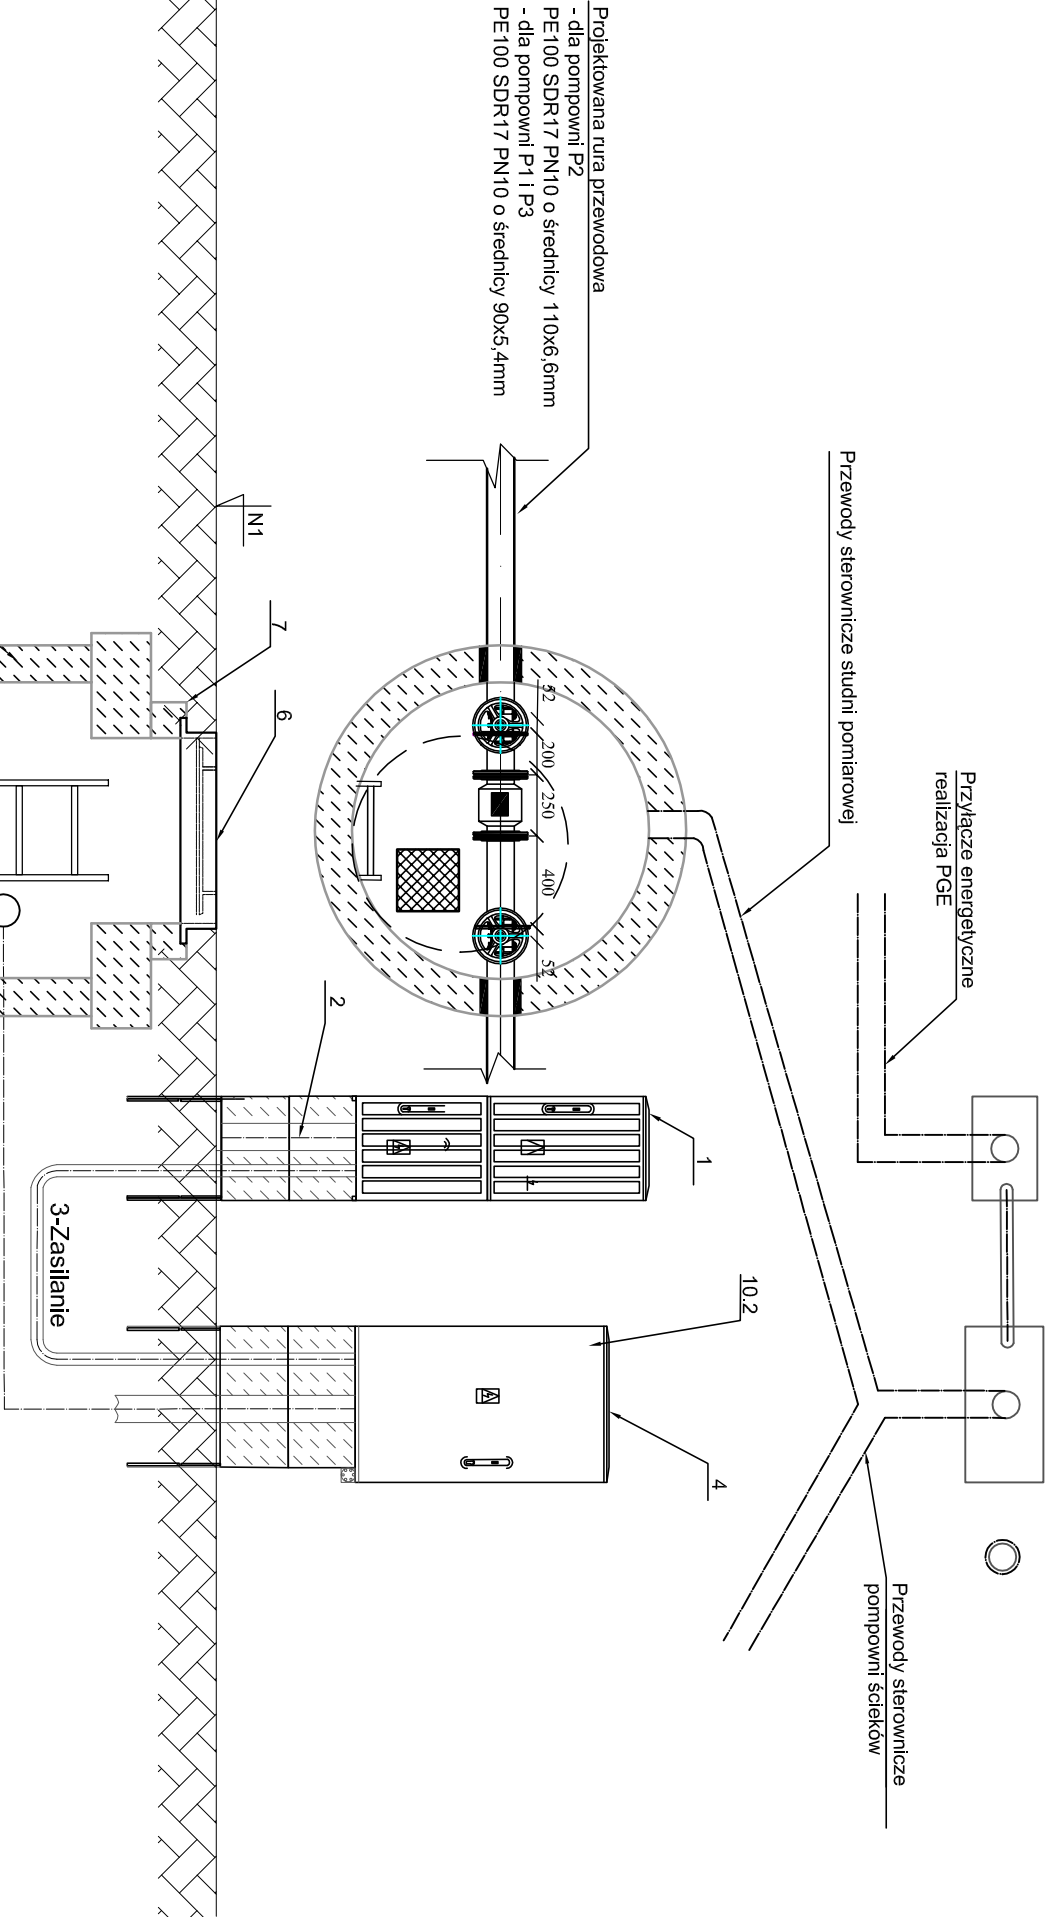 Projektowana rura przewodowa
- dla pompowni P2
PE100 SDR17 PN10 o średnicy 110x6,6mm
- dla pompowni P1 i P3
PE100 SDR17 PN10 o średnicy 90x5,4mm
Przewody sterownicze studni pomiarowej
Przyłącze energetyczne
realizacja PGE
Przewody sterownicze
pompowni ścieków
52
200
250
400
52
N1
7
6
2
1
10.2
4
3-Zasilanie